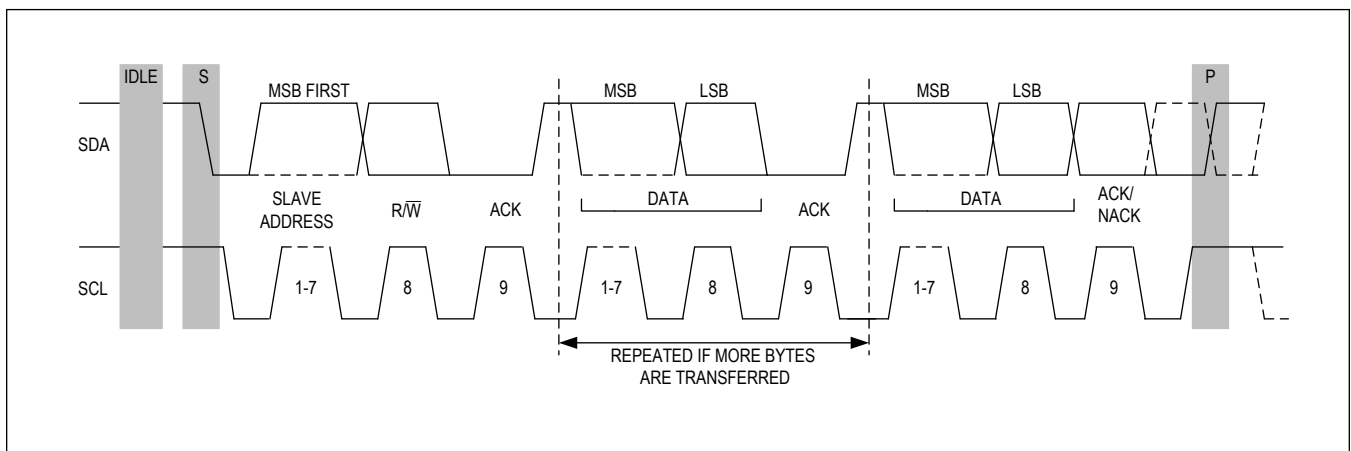 IDLE S P
MSB FIRST MSB LSB MSB LSB
SDA
SLAVE
ADDRESS R/W̅ ACK DATA ACK DATA ACK/
NACK
SCL 1-7 8 9 1-7 8 9 1-7 8 9
REPEATED IF MORE BYTES
ARE TRANSFERRED